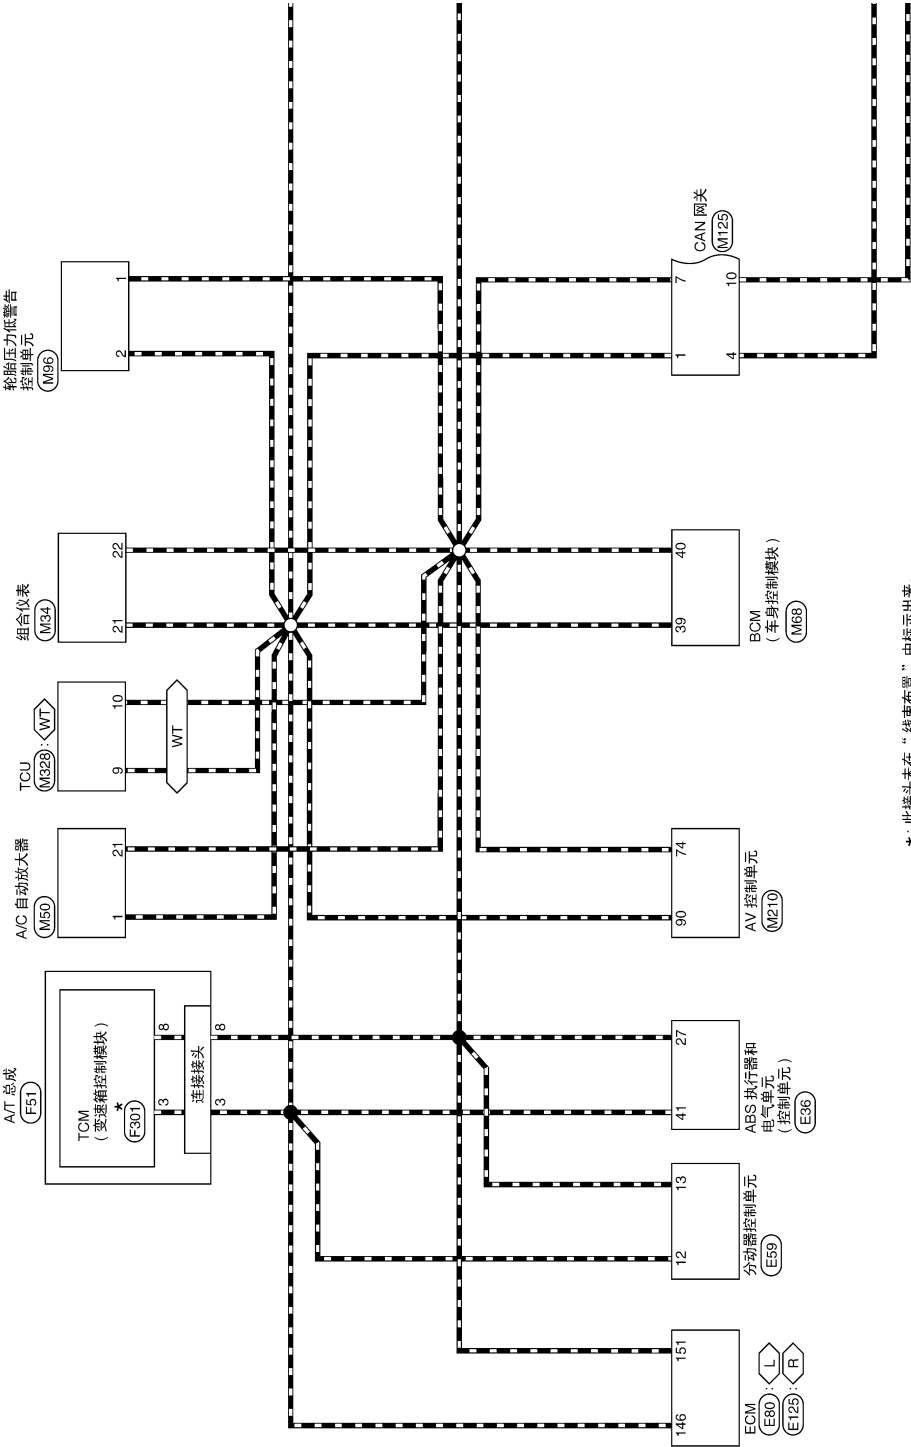 A/T 总成
F51
TCM
（变速箱控制模块）
★
F301
3
8
连接接头
3
8
A/C 自动放大器
M50
1
21
TCU
M328 : WT
9
10
WT
组合仪表
M34
21
22
轮胎压力低警告
控制单元
M96
2
1
146
151
ECM
E80 : L
E125 : R
12
13
分动器控制单元
E59
41
27
ABS 执行器和
电气单元
（控制单元）
E36
90
74
AV 控制单元
M210
39
40
BCM
（车身控制模块）
M68
1
7
4
10
CAN 网关
M125
★ : 此接头未在 “ 线束布置 ” 中标示出来